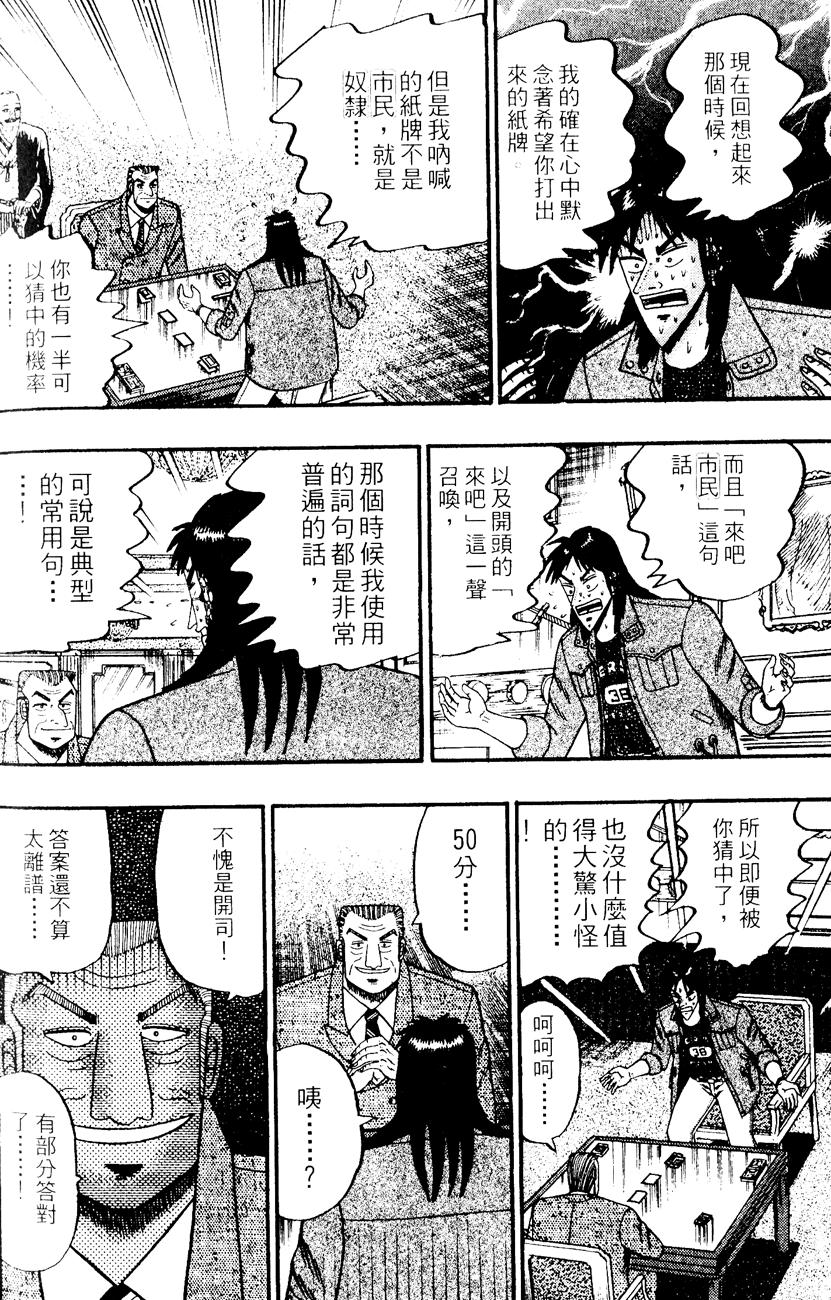 現在回想起來
那個時候，
我的確在心中默
念著希望你打出
來的紙牌。
但是我吶喊
的紙牌不是
市民，就是
奴隸……
你也有一半可
以猜中的機率
……！
而且「來吧
市民」這句
話，
以及開頭的「
來吧」這一聲
召喚，
那個時候我使用
的詞句都是非常
普遍的話，
可說是典型
的常用句…
…！
所以即便被
你猜中了，
也沒什麼值
得大驚小怪
的………
！
呵呵呵……
50
分……
咦……？
不愧是開司！
答案還不算
太離譜……
有部分答對
了……！
38
38